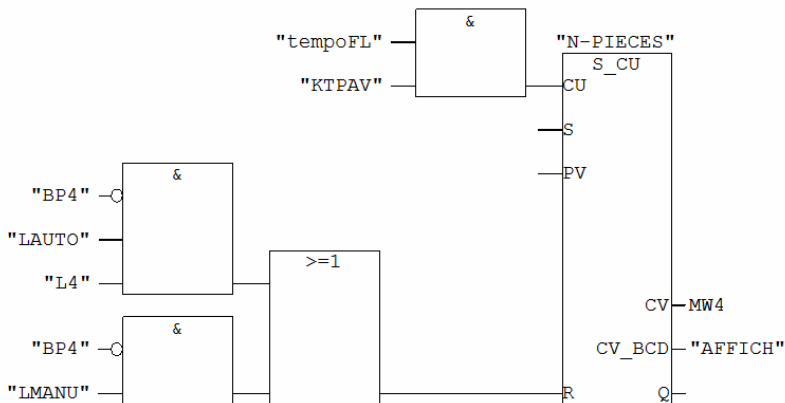 &
"tempoFL"
"N-PIECES"
S_CU
"KTPAV"
CU
S
&
PV
"BP4"
"LAUTO"
>=1
"L4"
CV
MW4
&
"BP4"
CV_BCD
"AFFICH"
"LMANU"
R
Q